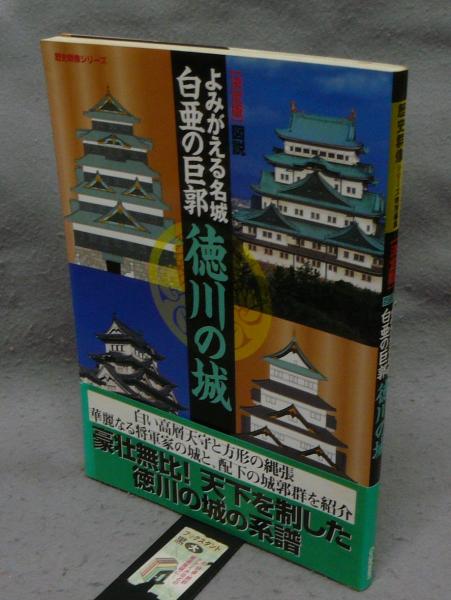 歴史群像シリーズ
【決定版】図説
よみがえる名城
白亜の巨郭
徳川の城
白い高層天守と方形の縄張
華麗なる将軍家の城と、配下の城郭群を紹介
豪壮無比!天下を制した
徳川の城の系譜
歴史群像
白亜の巨郭
徳川の城